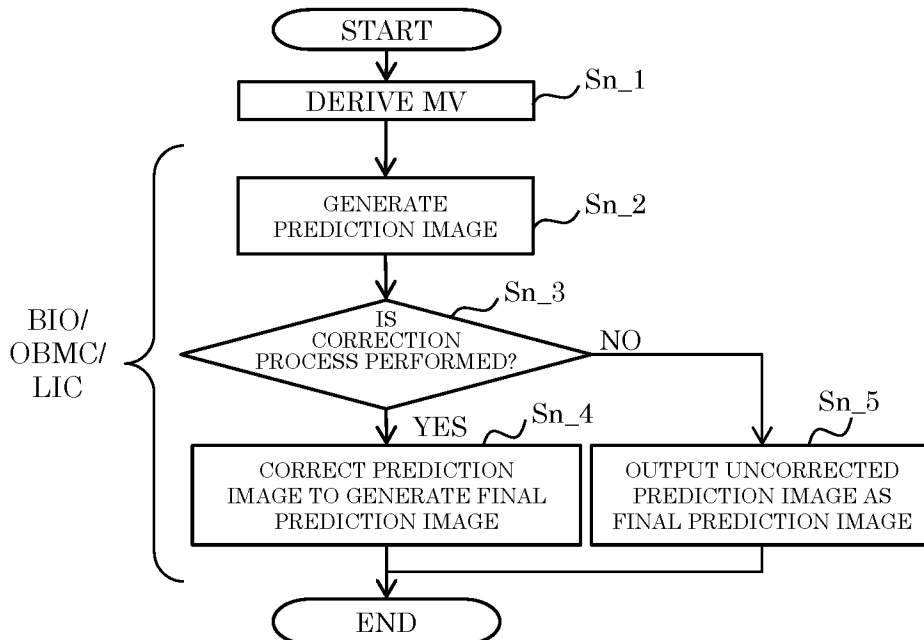 START
DERIVE MV
Sn_1
GENERATE
PREDICTION IMAGE
Sn_2
Sn_3
IS
CORRECTION
PROCESS PERFORMED?
NO
BIO/
OBMC/
LIC
YES
Sn_4
Sn_5
CORRECT PREDICTION
IMAGE TO GENERATE FINAL
PREDICTION IMAGE
OUTPUT UNCORRECTED
PREDICTION IMAGE AS
FINAL PREDICTION IMAGE
END